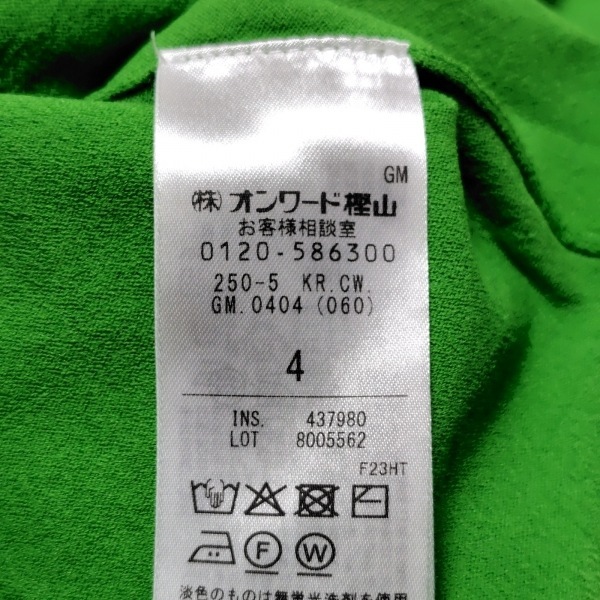 GM
㈱オンワード樫山
お客様相談室
0120-586300
250-5 KR.CW.
GM.0404 (060)
4
INS. 437980
LOT 8005562
F23HT
F W
淡色のものは無蛍光洗剤を使用